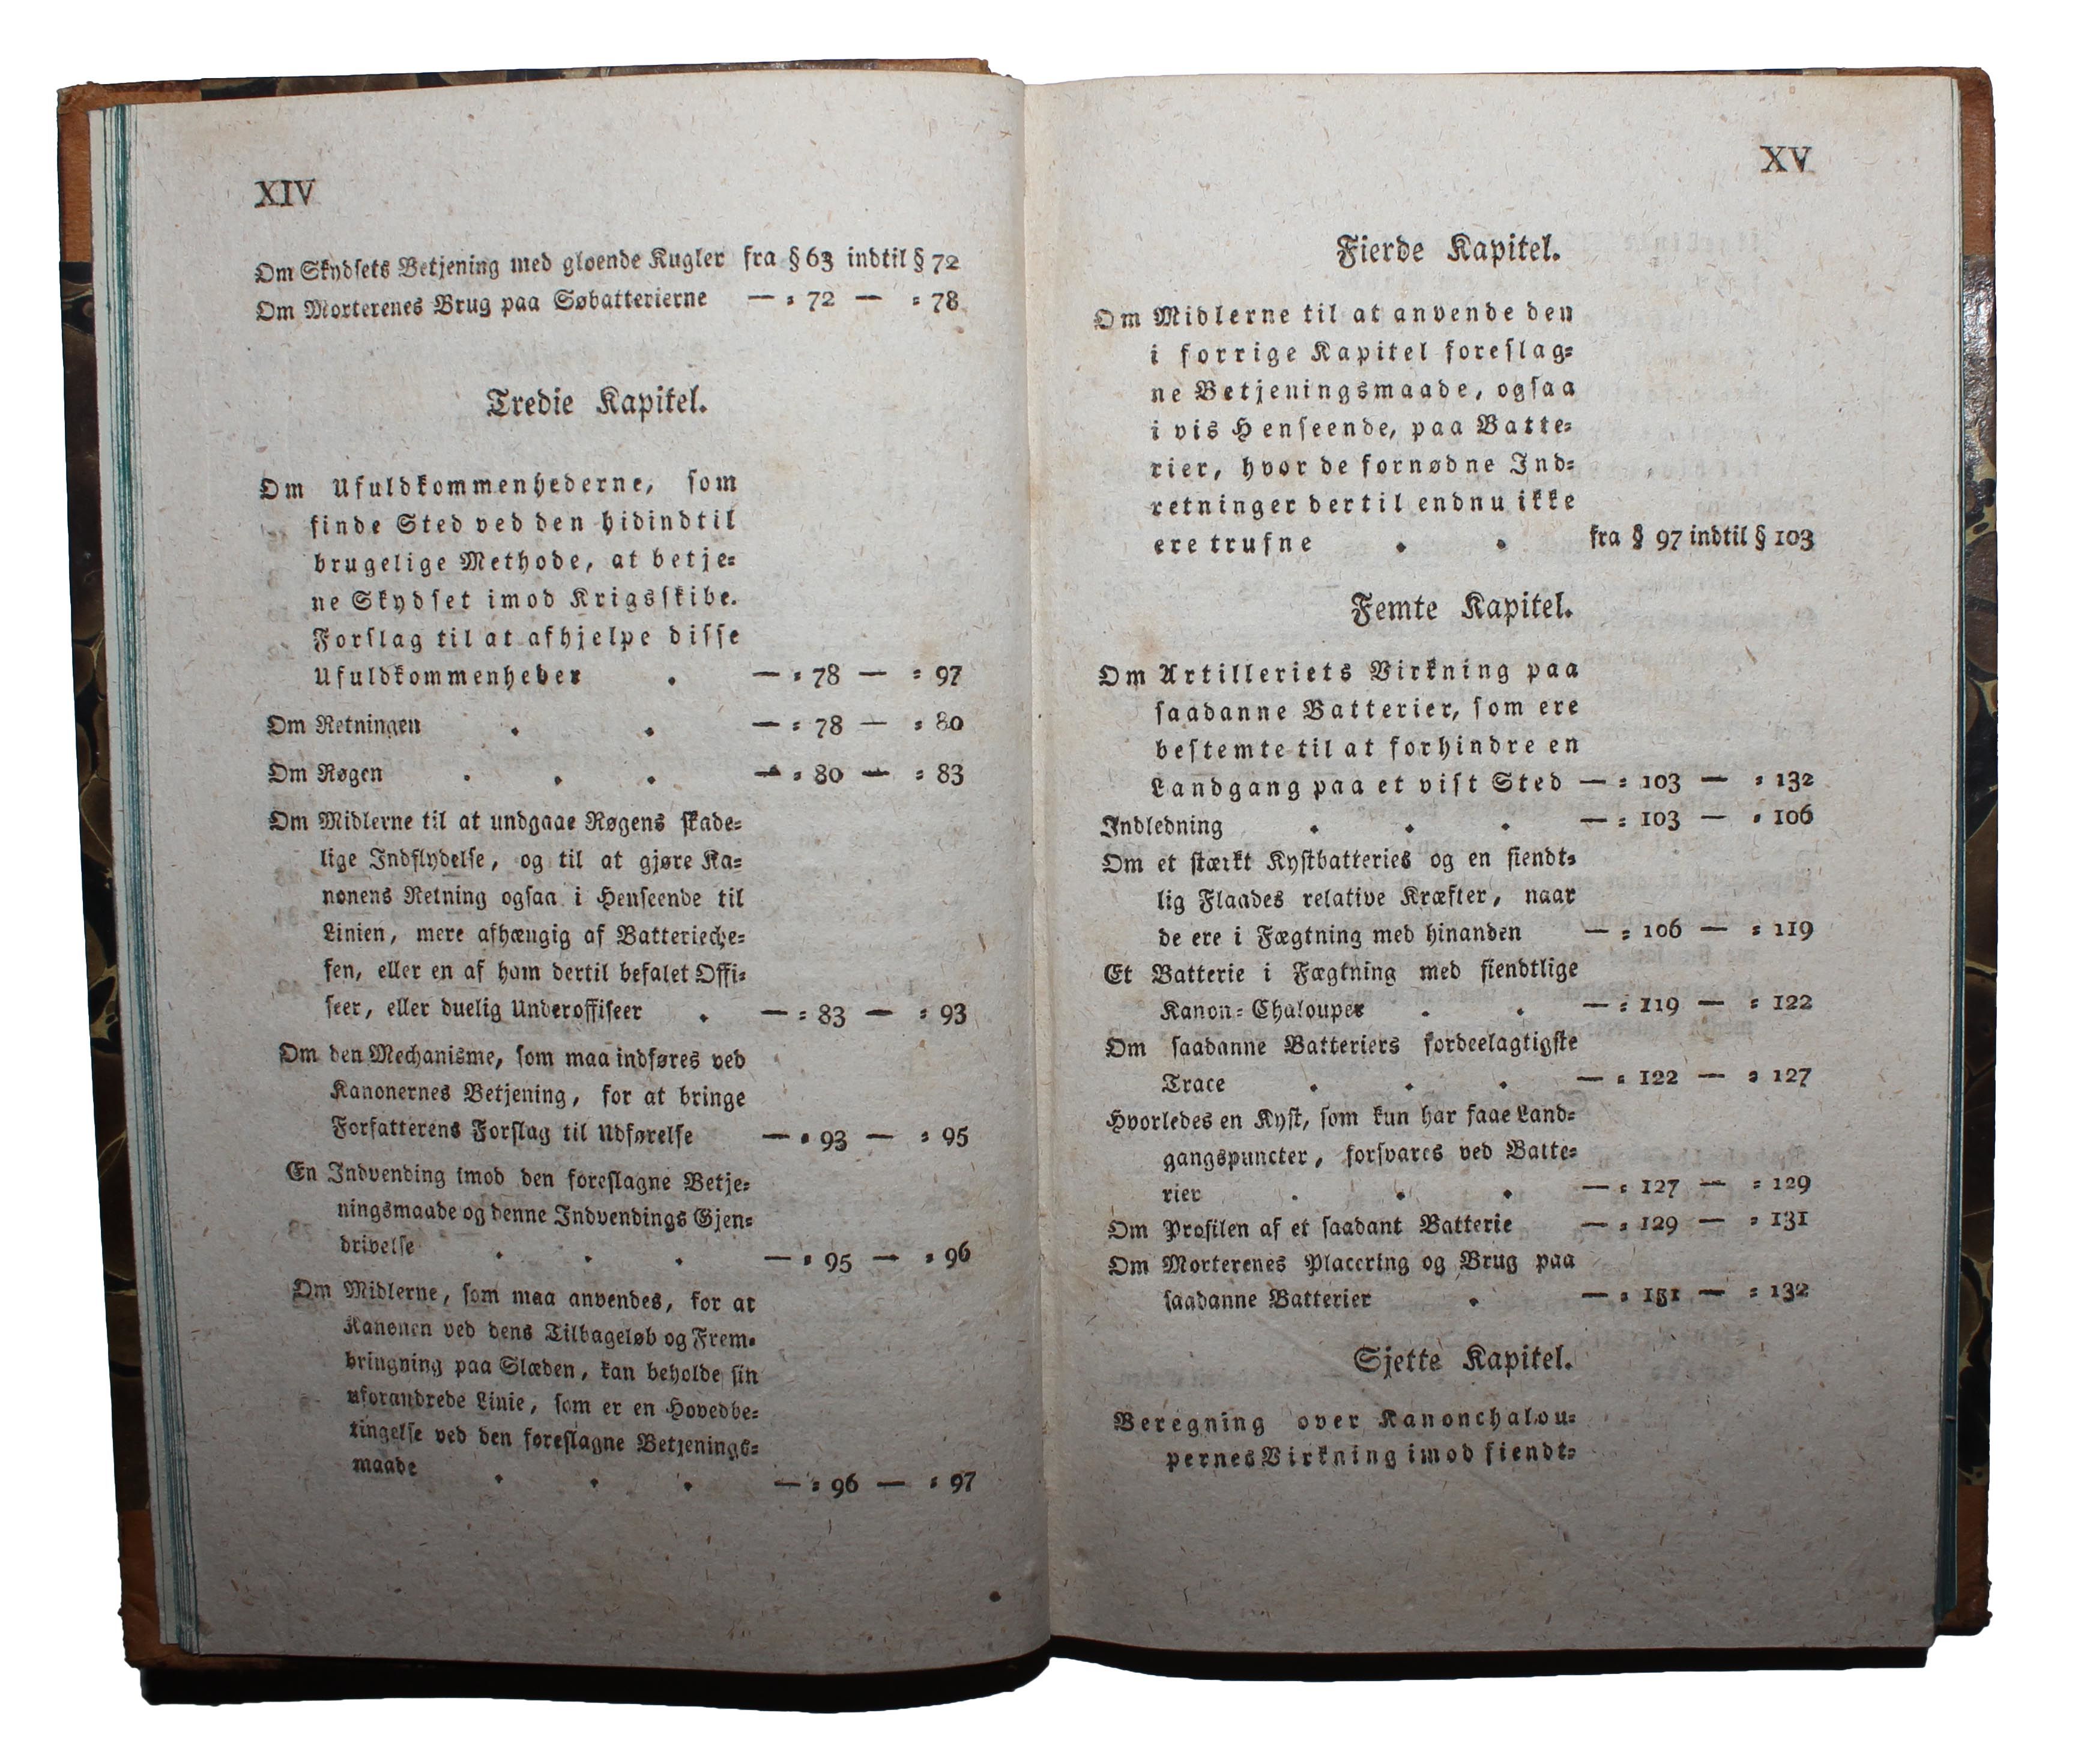 XIV
Om Skydsets Betjening med gloende Kugler fra § 63 indtil § 72
Om Morterenes Brug paa Søbatterierne — = 72 — = 78
Tredie Kapitel.
Om Ufuldkommenhederne, som
finde Sted ved den hidindtil
brugelige Methode, at betje=
ne Skydset imod Krigsskibe.
Forslag til at afhjelpe disse
Ufuldkommenheder . — = 78 — = 97
Om Retningen . . — = 78 — = 80
Om Røgen . . . — = 80 — = 83
Om Midlerne til at undgaae Røgens skade=
lige Indflydelse, og til at gjøre Ka=
nonens Retning ogsaa i Henseende til
Linien, mere afhængig af Batterieche=
fen, eller en af ham dertil befalet Offi=
seer, eller duelig Underoffiseer . — = 83 — = 93
Om den Mechanisme, som maa indføres ved
Kanonernes Betjening, for at bringe
Forfatterens Forslag til Udførelse — = 93 — = 95
En Indvending imod den foreslagne Betje=
ningsmaade og denne Indvendings Gjen=
drivelse . . . — = 95 — = 96
Om Midlerne, som maa anvendes, for at
Kanonen ved dens Tilbageløb og Frem=
bringning paa Slæden, kan beholde sin
uforandrede Linie, som er en Hovedbe=
tingelse ved den foreslagne Betjenings=
maade . . . — = 96 — = 97
XV
Fierde Kapitel.
Om Midlerne til at anvende den
i forrige Kapitel foreslag=
ne Betjeningsmaade, ogsaa
i vis Henseende, paa Batte=
rier, hvor de fornødne Ind=
retninger dertil endnu ikke
ere trufne . . fra § 97 indtil § 103
Femte Kapitel.
Om Artilleriets Virkning paa
saadanne Batterier, som ere
bestemte til at forhindre en
Landgang paa et vist Sted — = 103 — = 132
Indledning . . . — = 103 — = 106
Om et stærkt Kystbatteries og en fiendt=
lig Flaades relative Kræfter, naar
de ere i Fægtning med hinanden — = 106 — = 119
Et Batterie i Fægtning med fiendtlige
Kanon=Chalouper . . — = 119 — = 122
Om saadanne Batteriers fordeelagtigste
Trace . . . — = 122 — = 127
Hvorledes en Kyst, som kun har faae Land=
gangspuncter, forsvares ved Batte=
rier . . . — = 127 — = 129
Om Profilen af et saadant Batterie — = 129 — = 131
Om Morterenes Placering og Brug paa
saadanne Batterier . — = 131 — = 132
Sjette Kapitel.
Beregning over Kanonchalou=
pernes Virkning imod fiendt=